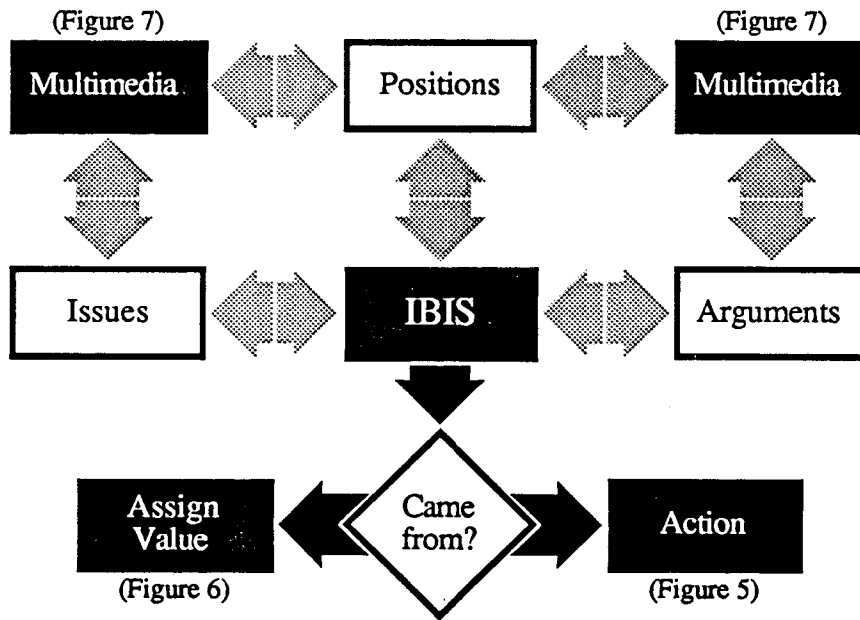 (Figure 7)
(Figure 7)
Multimedia
Positions
Multimedia
Issues
IBIS
Arguments
Assign
Value
Came
from?
Action
(Figure 6)
(Figure 5)